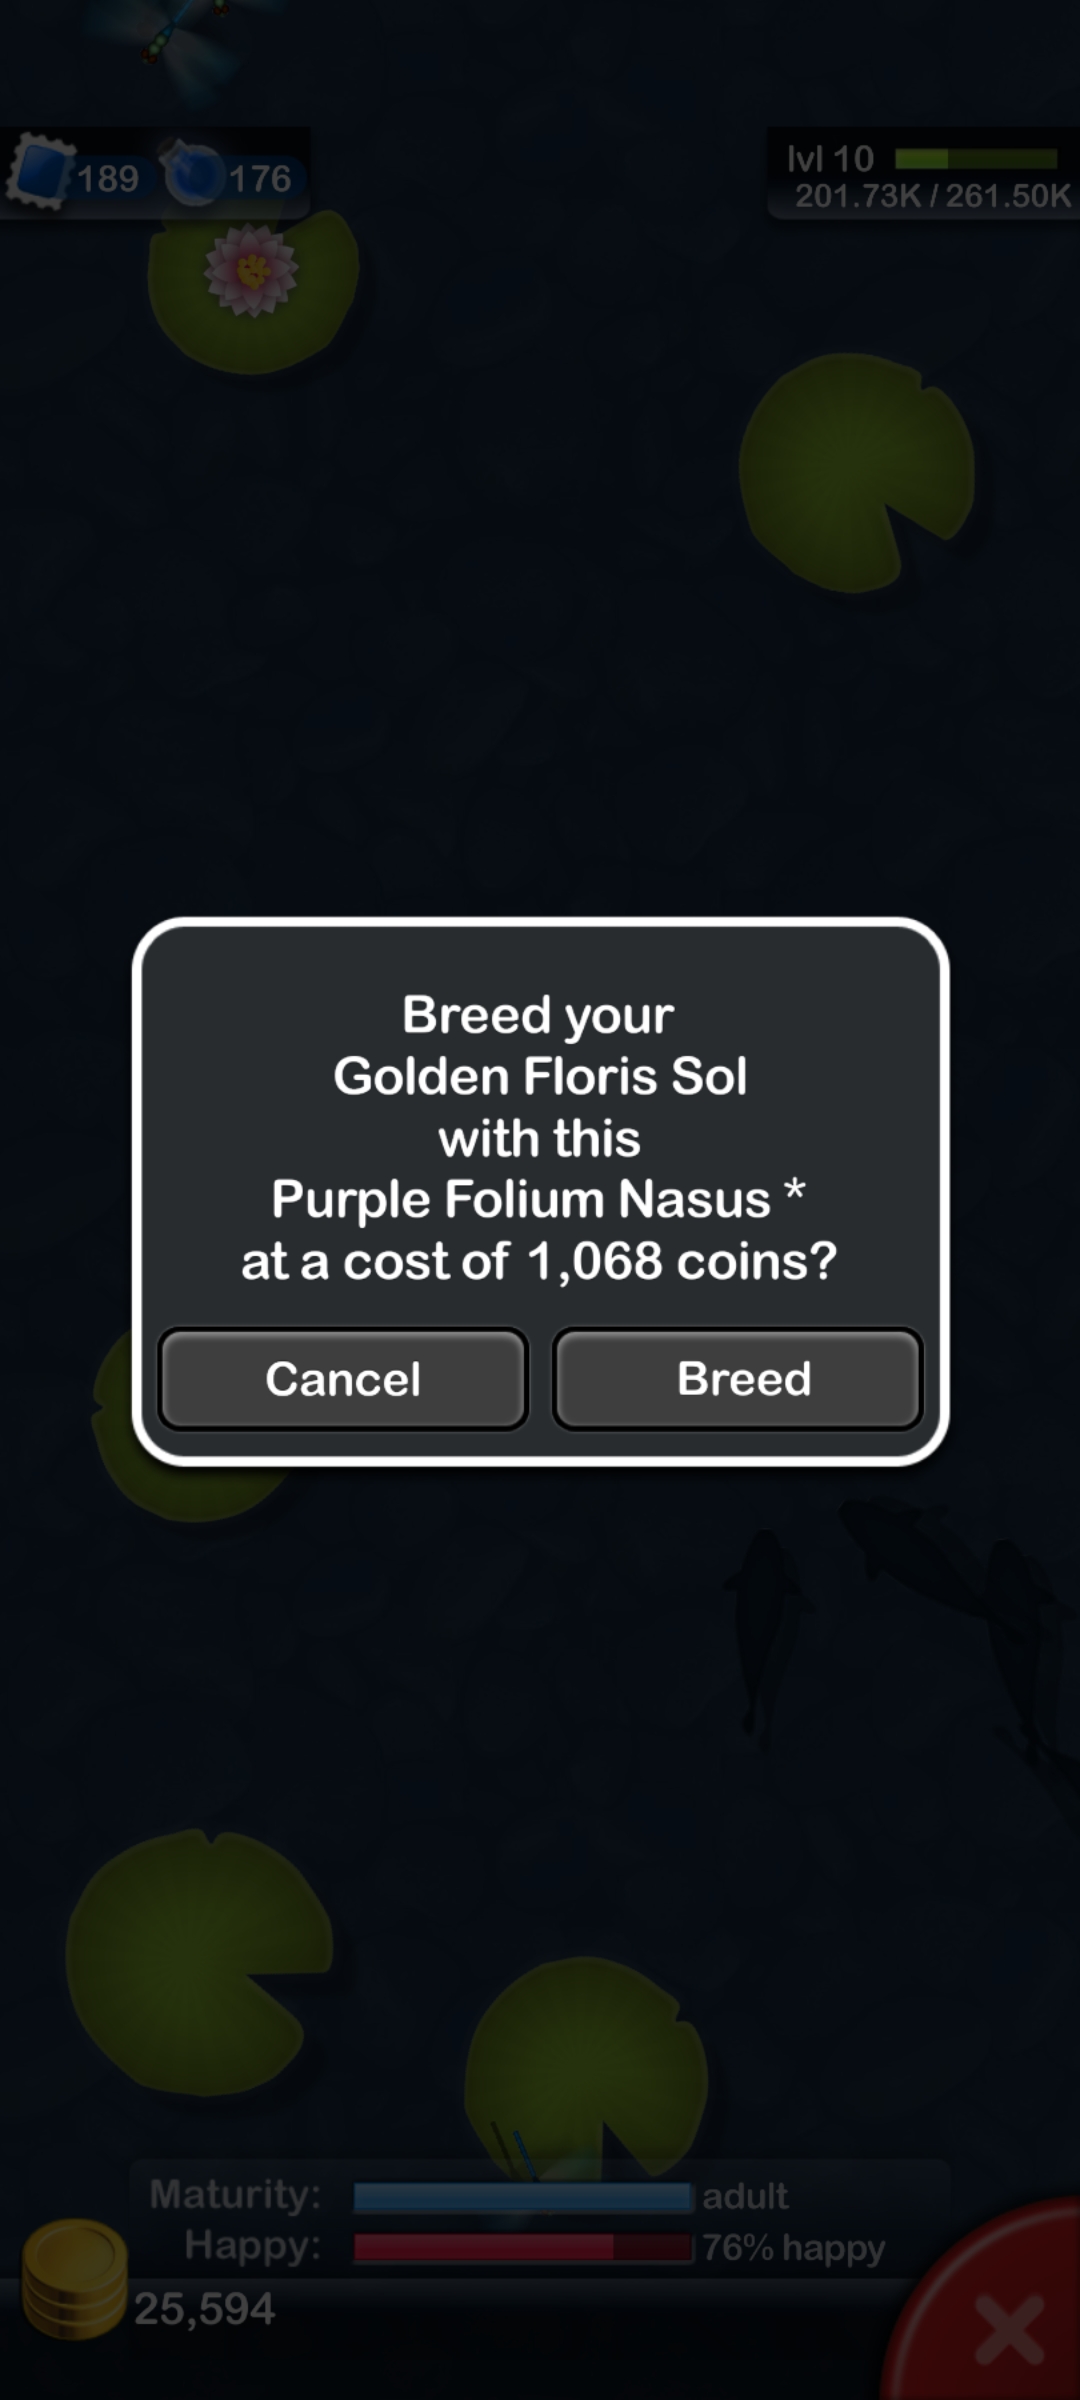 189 176
lvl 10
201.73K / 261.50K
Breed your
Golden Floris Sol
with this
Purple Folium Nasus *
at a cost of 1,068 coins?
Cancel Breed
Maturity: adult
Happy: 76% happy
25,594